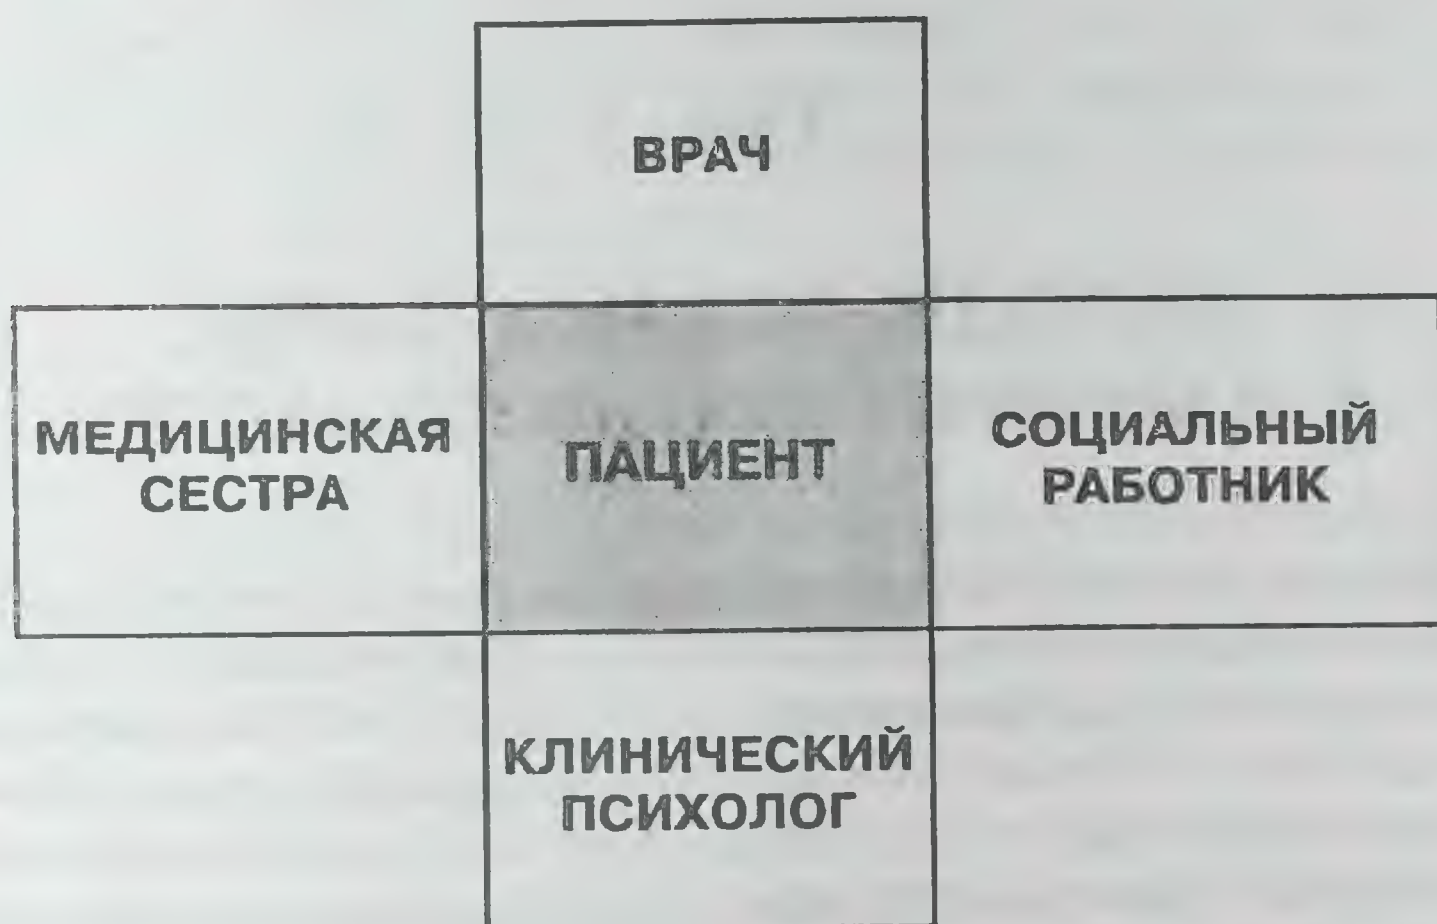 ВРАЧ
МЕДИЦИНСКАЯ
СЕСТРА
ПАЦИЕНТ
СОЦИАЛЬНЫЙ
РАБОТНИК
КЛИНИЧЕСКИЙ
ПСИХОЛОГ